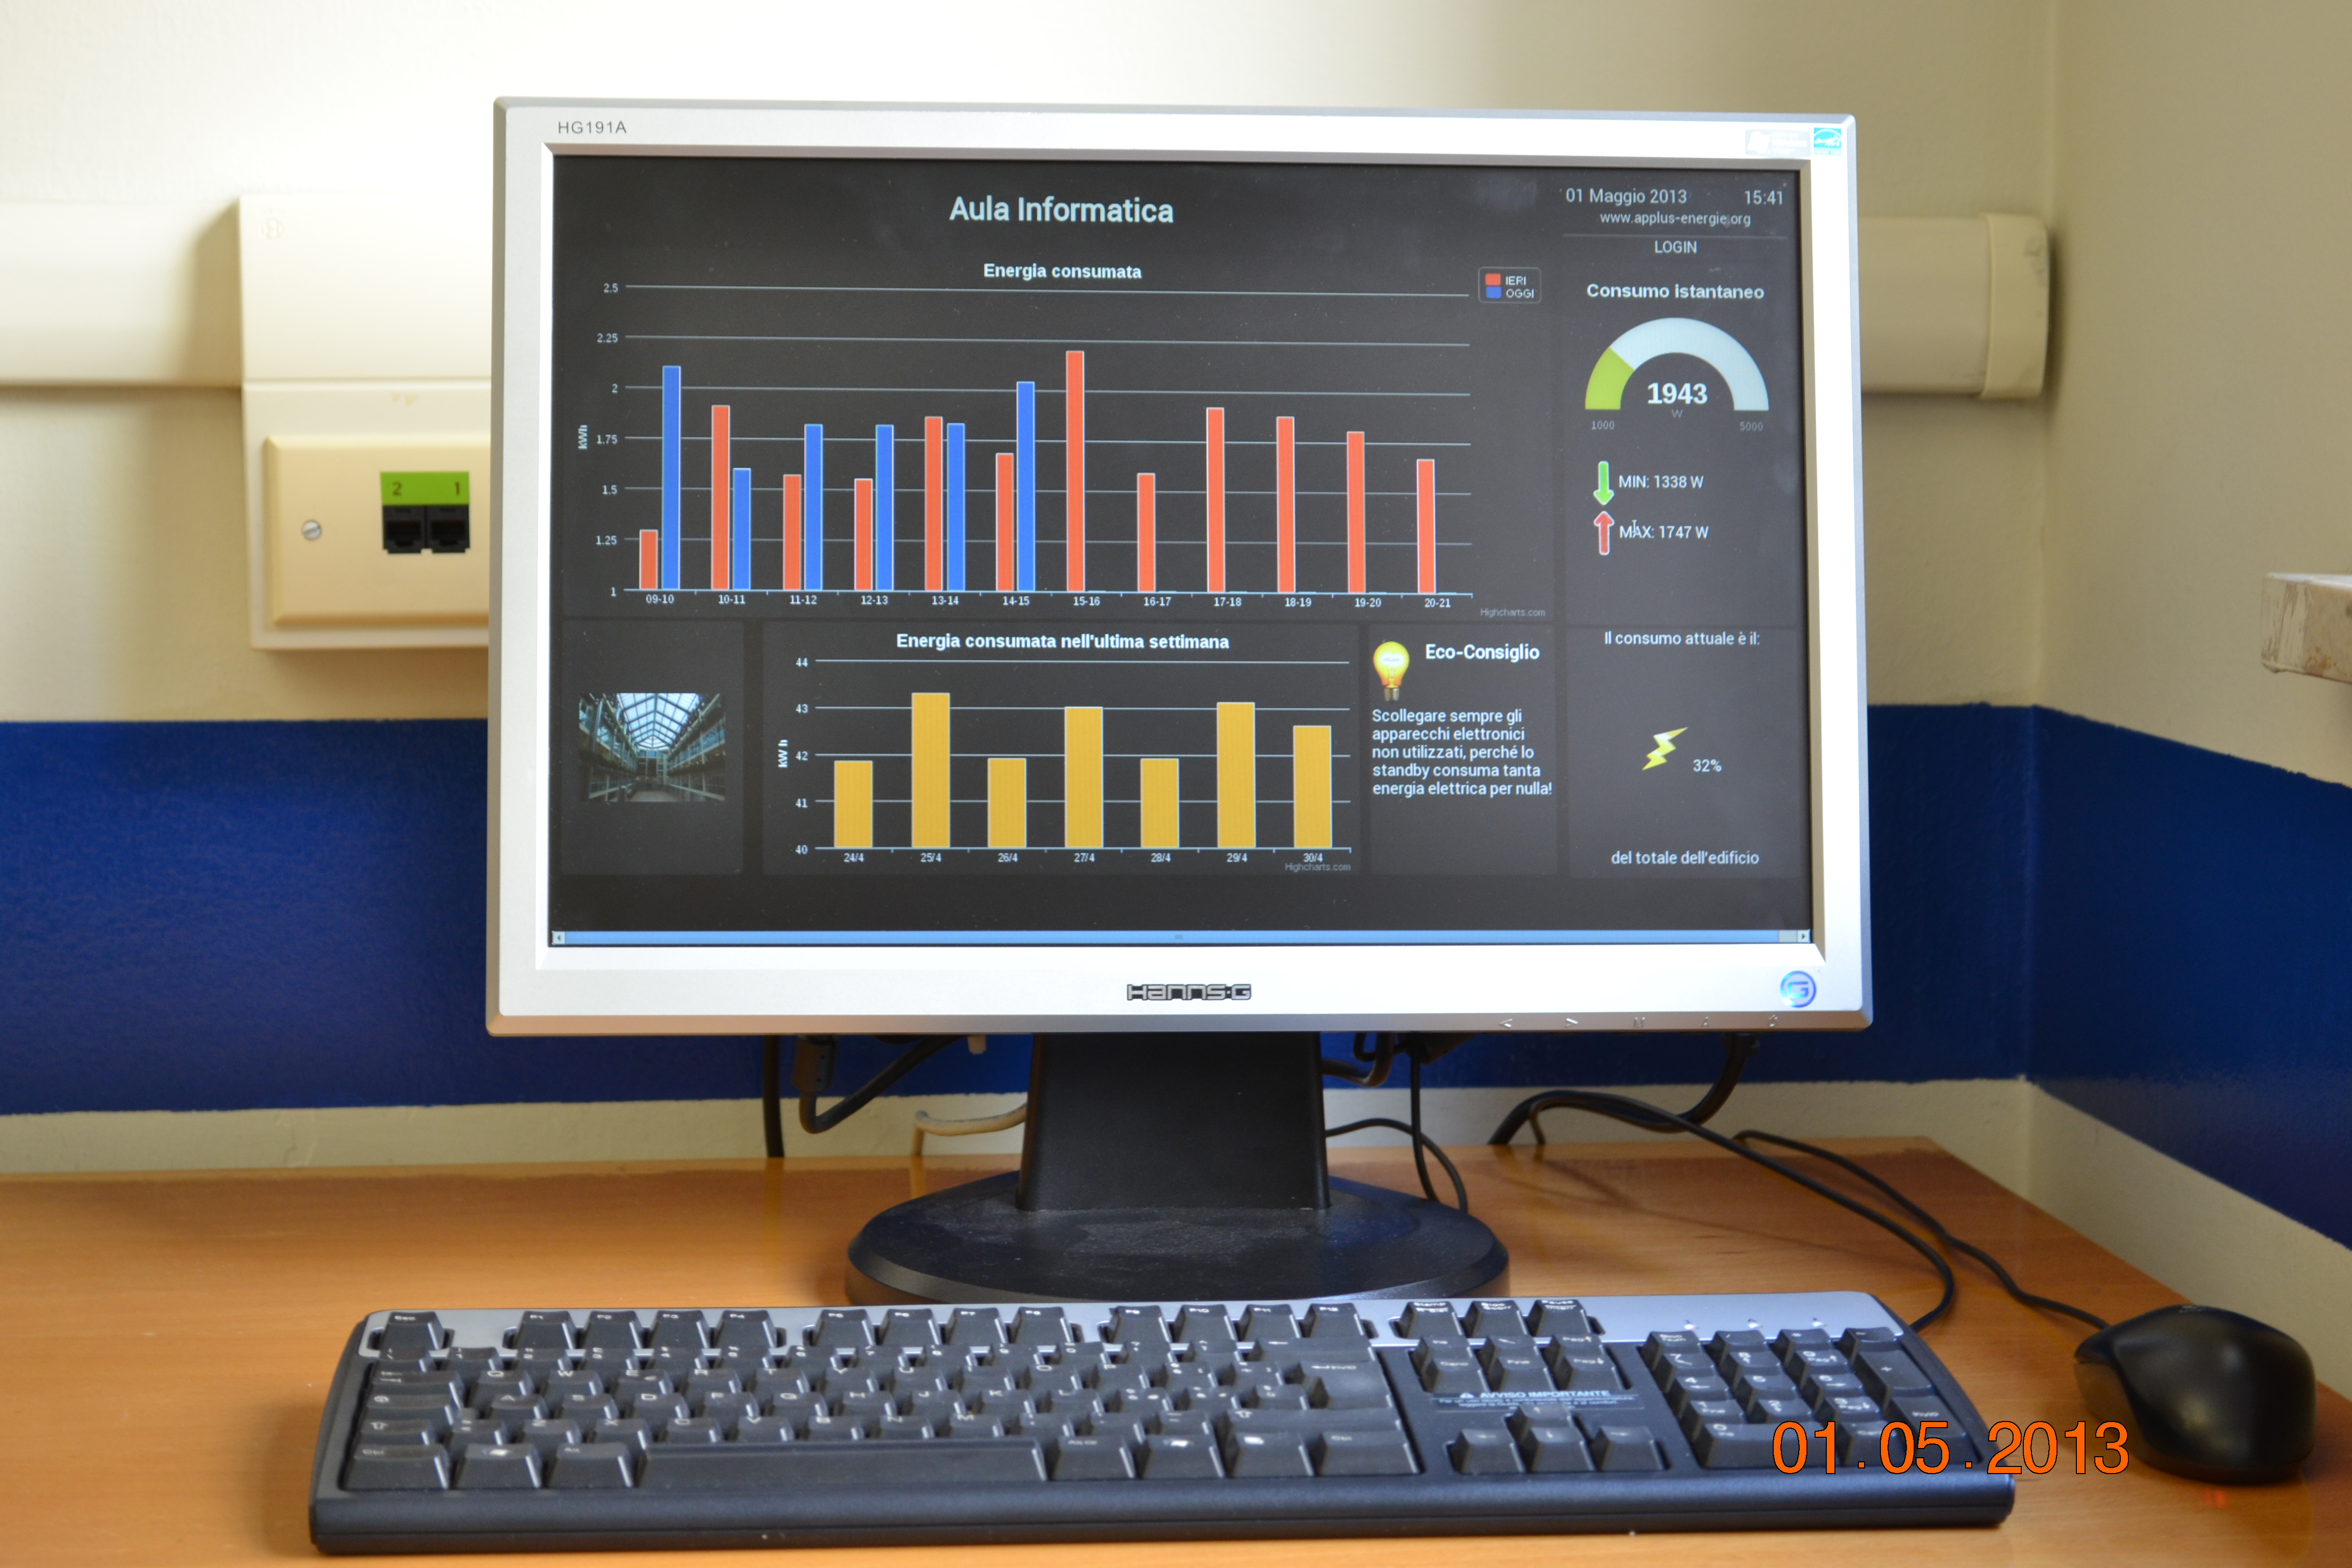 HG191A
Aula Informatica
01 Maggio 2013 15:41
www.applus-energie.org
LOGIN
Energia consumata
IERI
OGGI
2.5
2.25
2
1.75
1.5
1.25
1
kWh
09-10 10-11 11-12 12-13 13-14 14-15 15-16 16-17 17-18 18-19 19-20 20-21
Highcharts.com
Consumo istantaneo
1943
W
1000 5000
MIN: 1338 W
MAX: 1747 W
2 1
Energia consumata nell'ultima settimana
44
43
42
41
40
kWh
24/4 25/4 26/4 27/4 28/4 29/4 30/4
Highcharts.com
Eco-Consiglio
Scollegare sempre gli
apparecchi elettronici
non utilizzati, perché lo
standby consuma tanta
energia elettrica per nulla!
Il consumo attuale è il:
32%
del totale dell'edificio
HANNS·G
AVVISO IMPORTANTE
01.05.2013